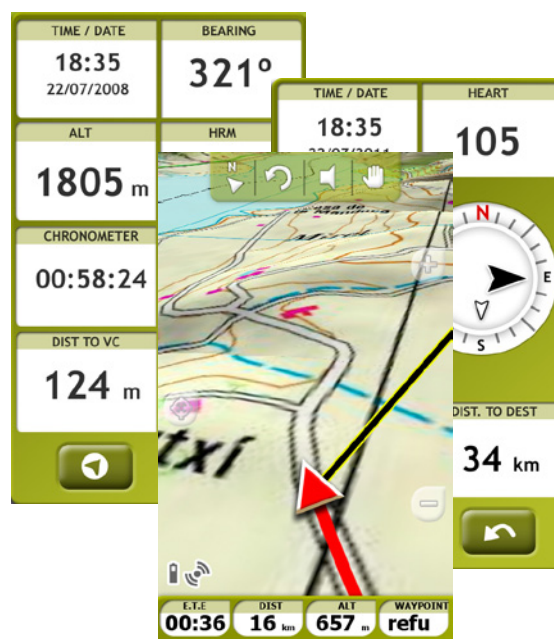 TIME / DATE
18:35
22/07/2008
BEARING
321º
ALT
1805 m
HRM
CHRONOMETER
00:58:24
DIST TO VC
124 m
TIME / DATE
18:35
HEART
105
N
E
S
DIST. TO DEST
34 km
N
txí
E.T.E
00:36
DIST
16 km
ALT
657 m
WAYPOINT
refu